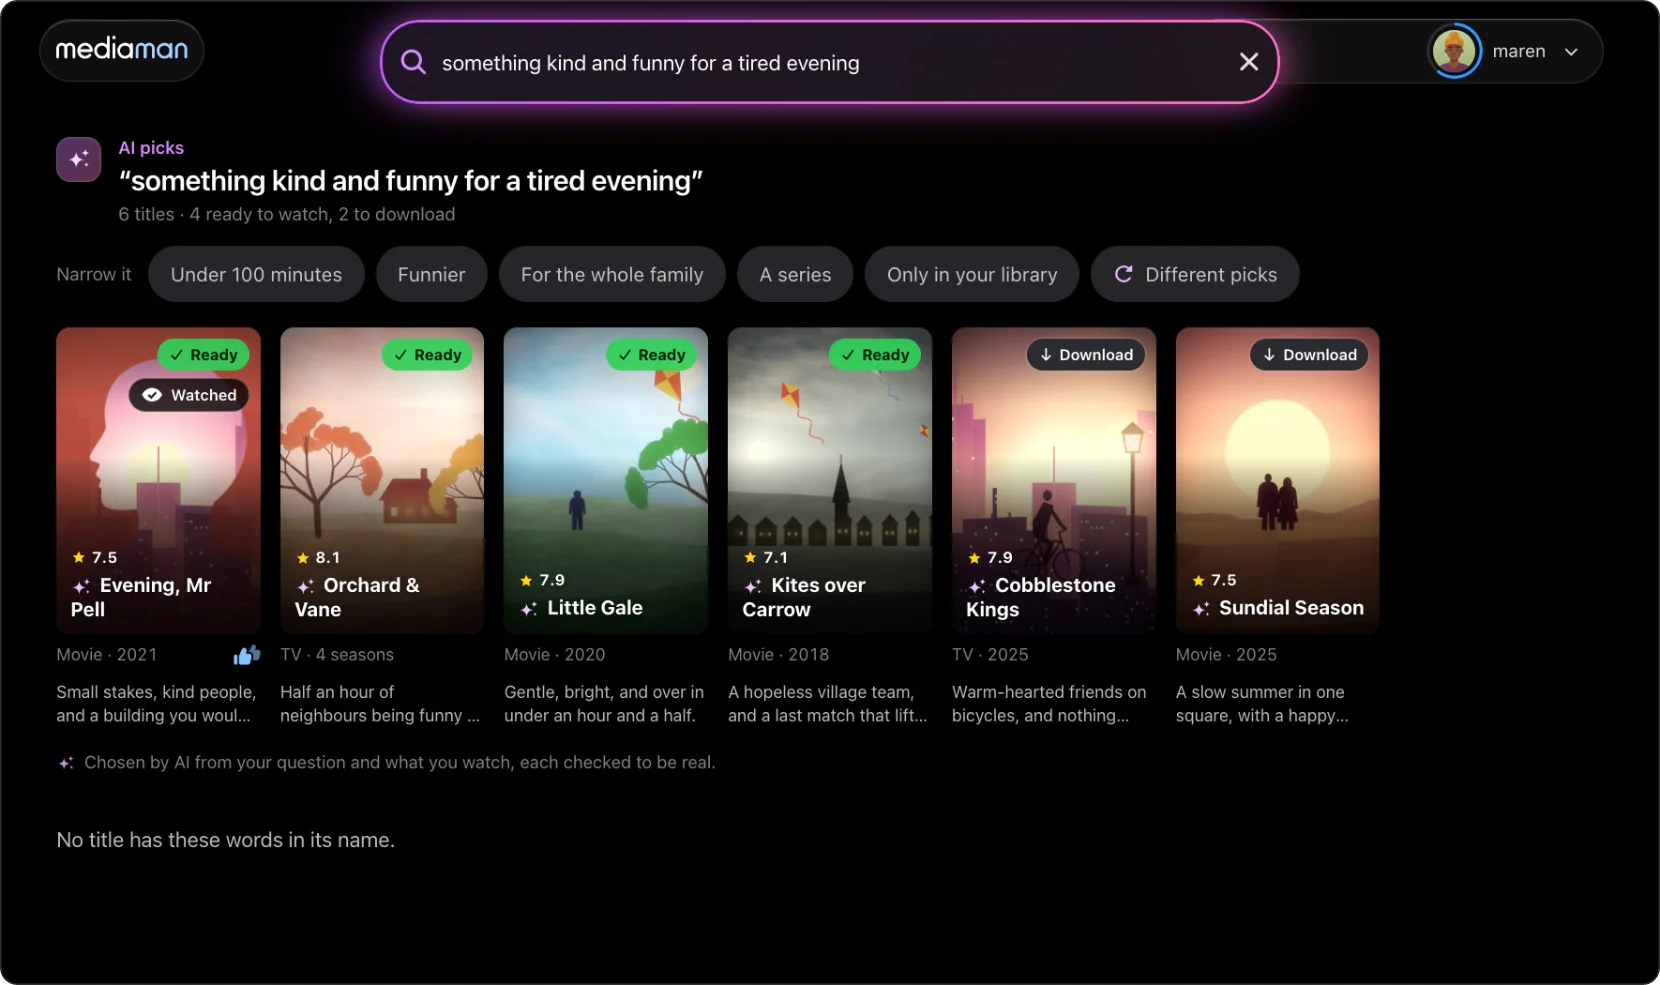 mediaman
something kind and funny for a tired evening
maren
AI picks
“something kind and funny for a tired evening”
6 titles · 4 ready to watch, 2 to download
Narrow it
Under 100 minutes
Funnier
For the whole family
A series
Only in your library
Different picks
Ready
Watched
7.5
Evening, Mr
Pell
Movie · 2021
Small stakes, kind people,
and a building you woul...
Ready
8.1
Orchard &
Vane
TV · 4 seasons
Half an hour of
neighbours being funny ...
Ready
7.9
Little Gale
Movie · 2020
Gentle, bright, and over in
under an hour and a half.
Ready
7.1
Kites over
Carrow
Movie · 2018
A hopeless village team,
and a last match that lift...
Download
7.9
Cobblestone
Kings
TV · 2025
Warm-hearted friends on
bicycles, and nothing...
Download
7.5
Sundial Season
Movie · 2025
A slow summer in one
square, with a happy...
Chosen by AI from your question and what you watch, each checked to be real.
No title has these words in its name.